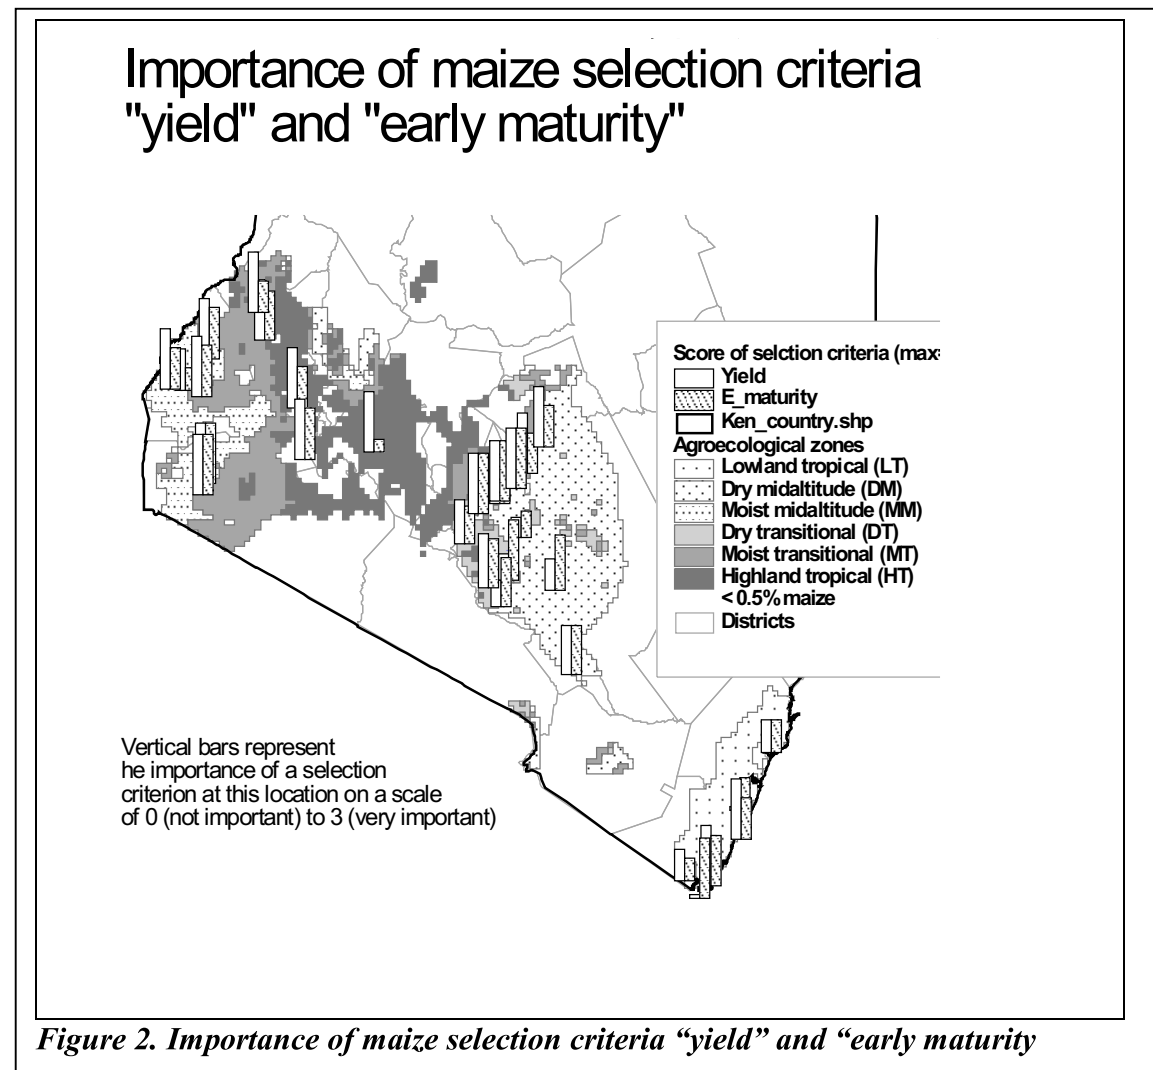 Importance of maize selection criteria
"yield" and "early maturity"
Score of selction criteria (max=
Yield
E_maturity
Ken_country.shp
Agroecological zones
Lowland tropical (LT)
Dry midaltitude (DM)
Moist midaltitude (MM)
Dry transitional (DT)
Moist transitional (MT)
Highland tropical (HT)
< 0.5% maize
Districts
Vertical bars represent
he importance of a selection
criterion at this location on a scale
of 0 (not important) to 3 (very important)
Figure 2. Importance of maize selection criteria “yield” and “early maturity